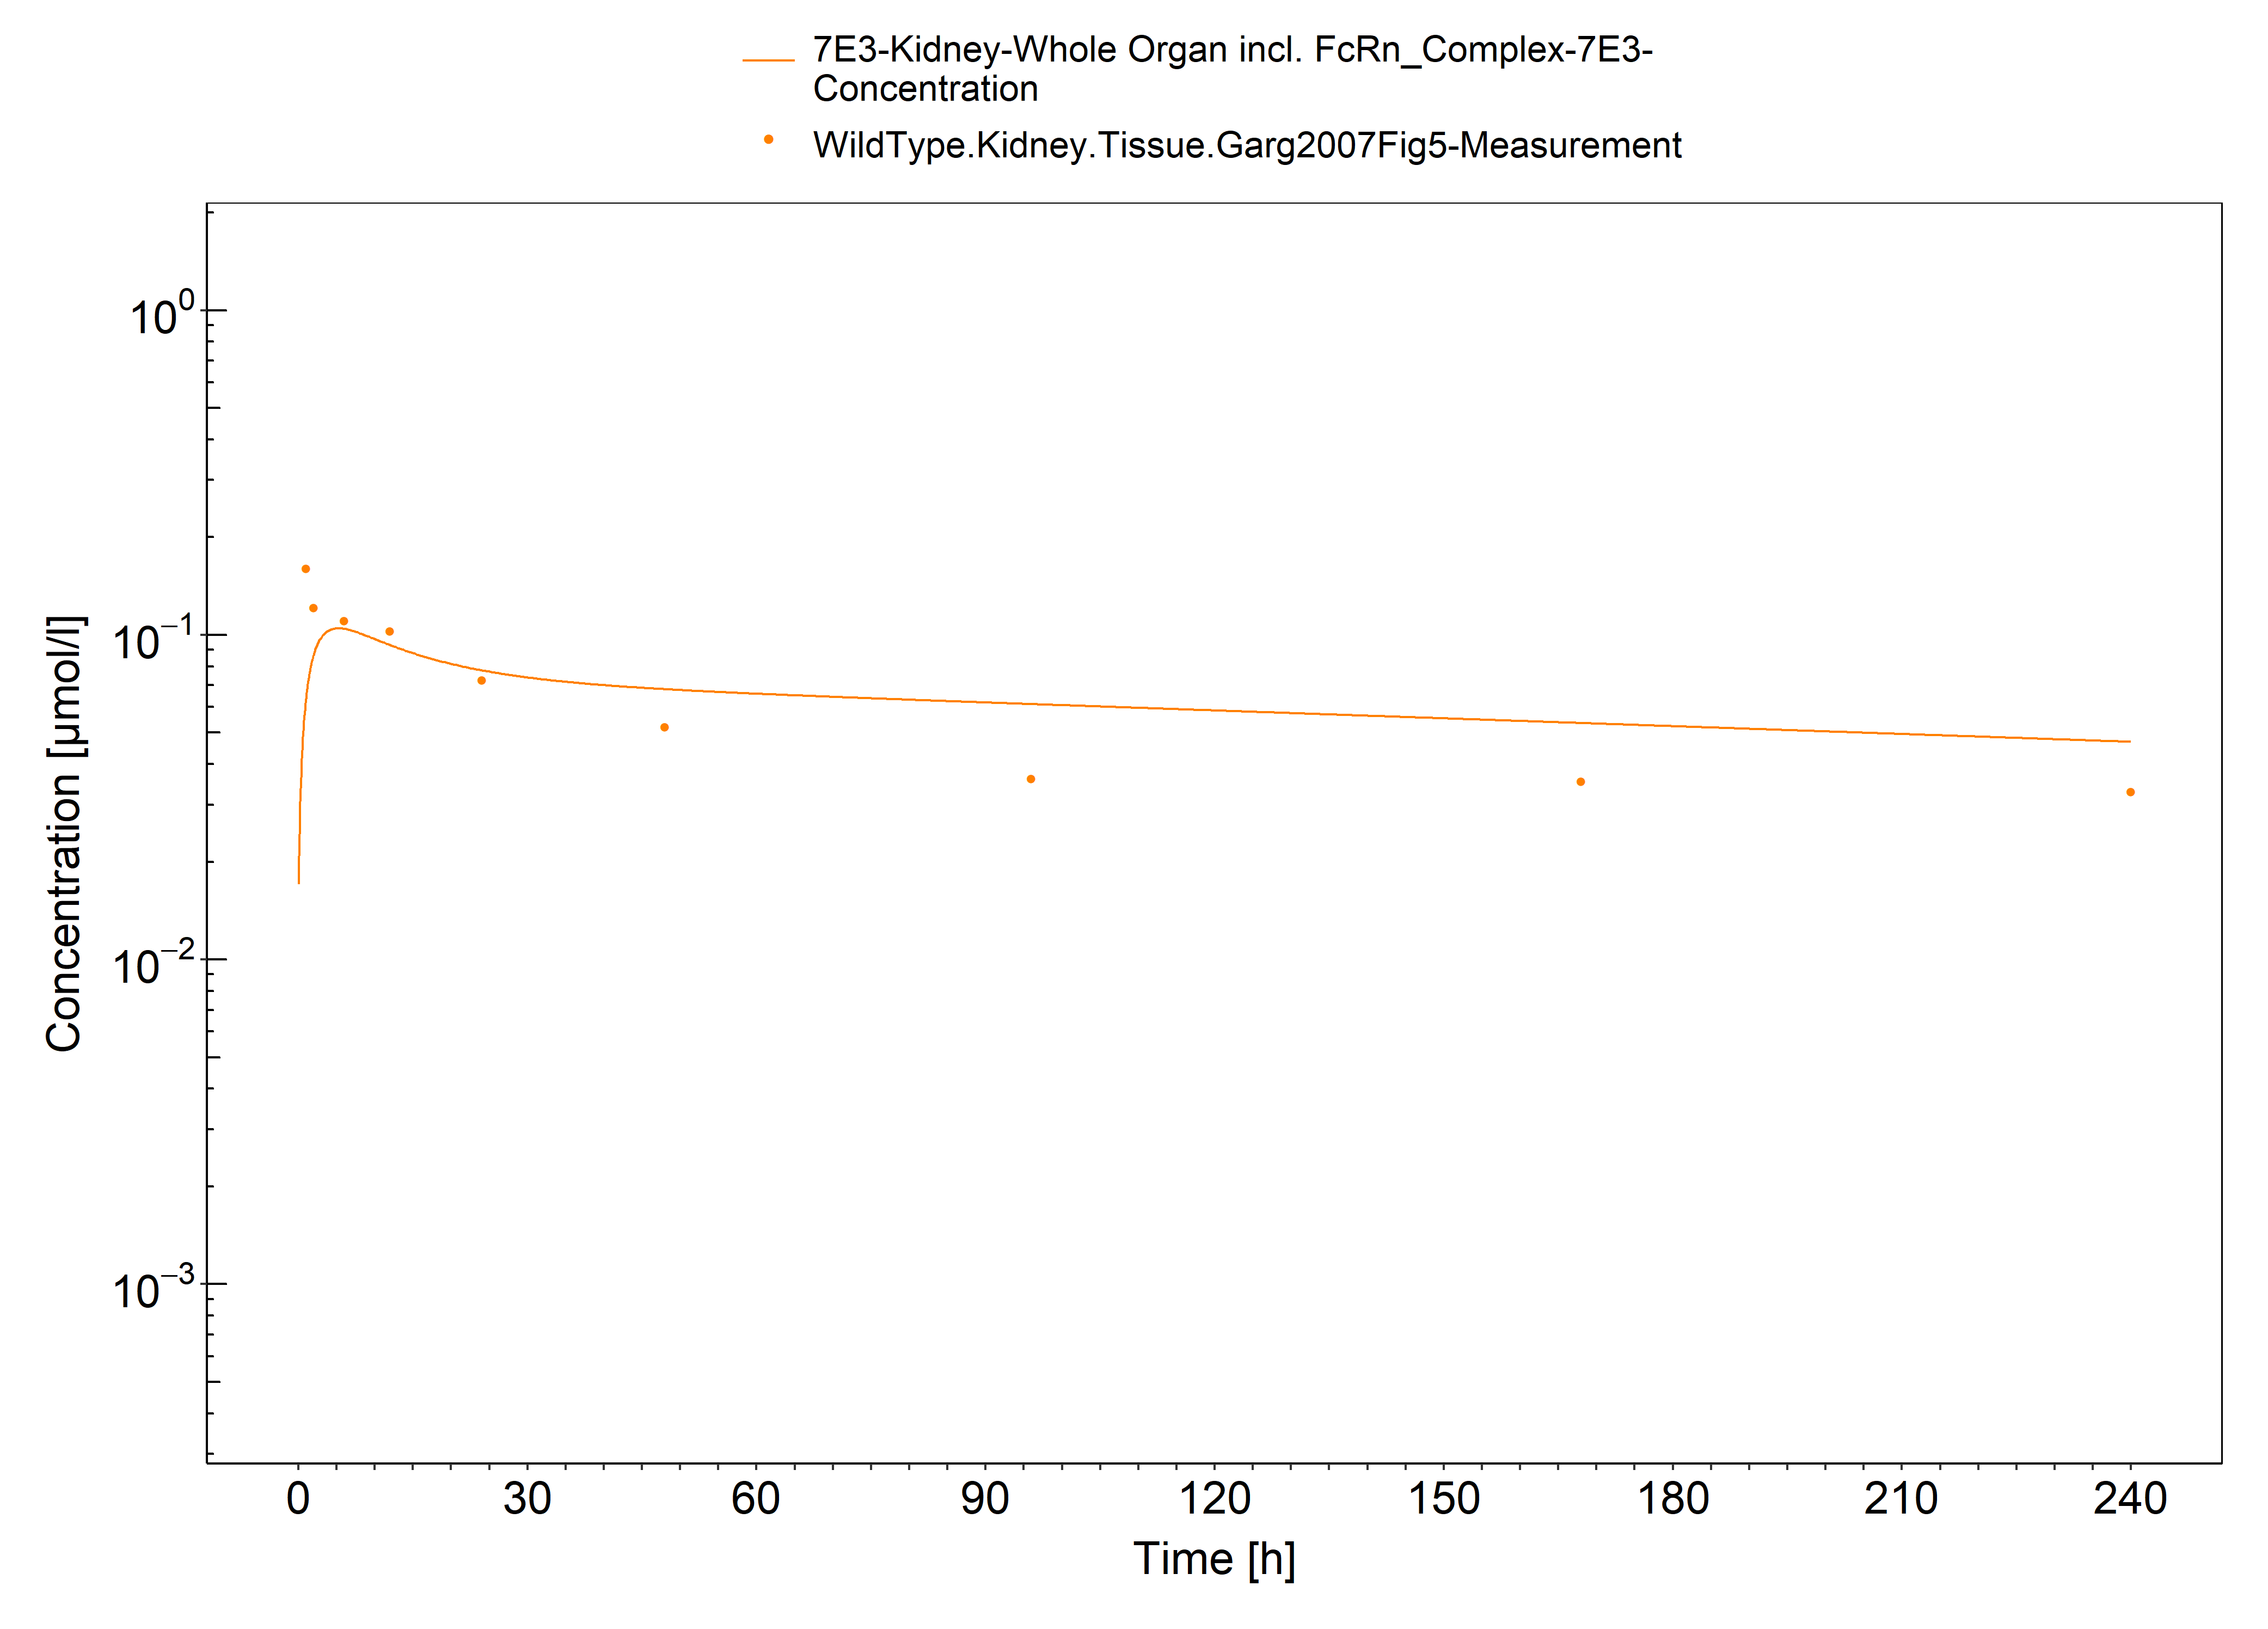 7E3-Kidney-Whole Organ incl. FcRn_Complex-7E3-
Concentration
WildType.Kidney.Tissue.Garg2007Fig5-Measurement
10⁰
10⁻¹
10⁻²
10⁻³
Concentration [µmol/l]
0 30 60 90 120 150 180 210 240
Time [h]